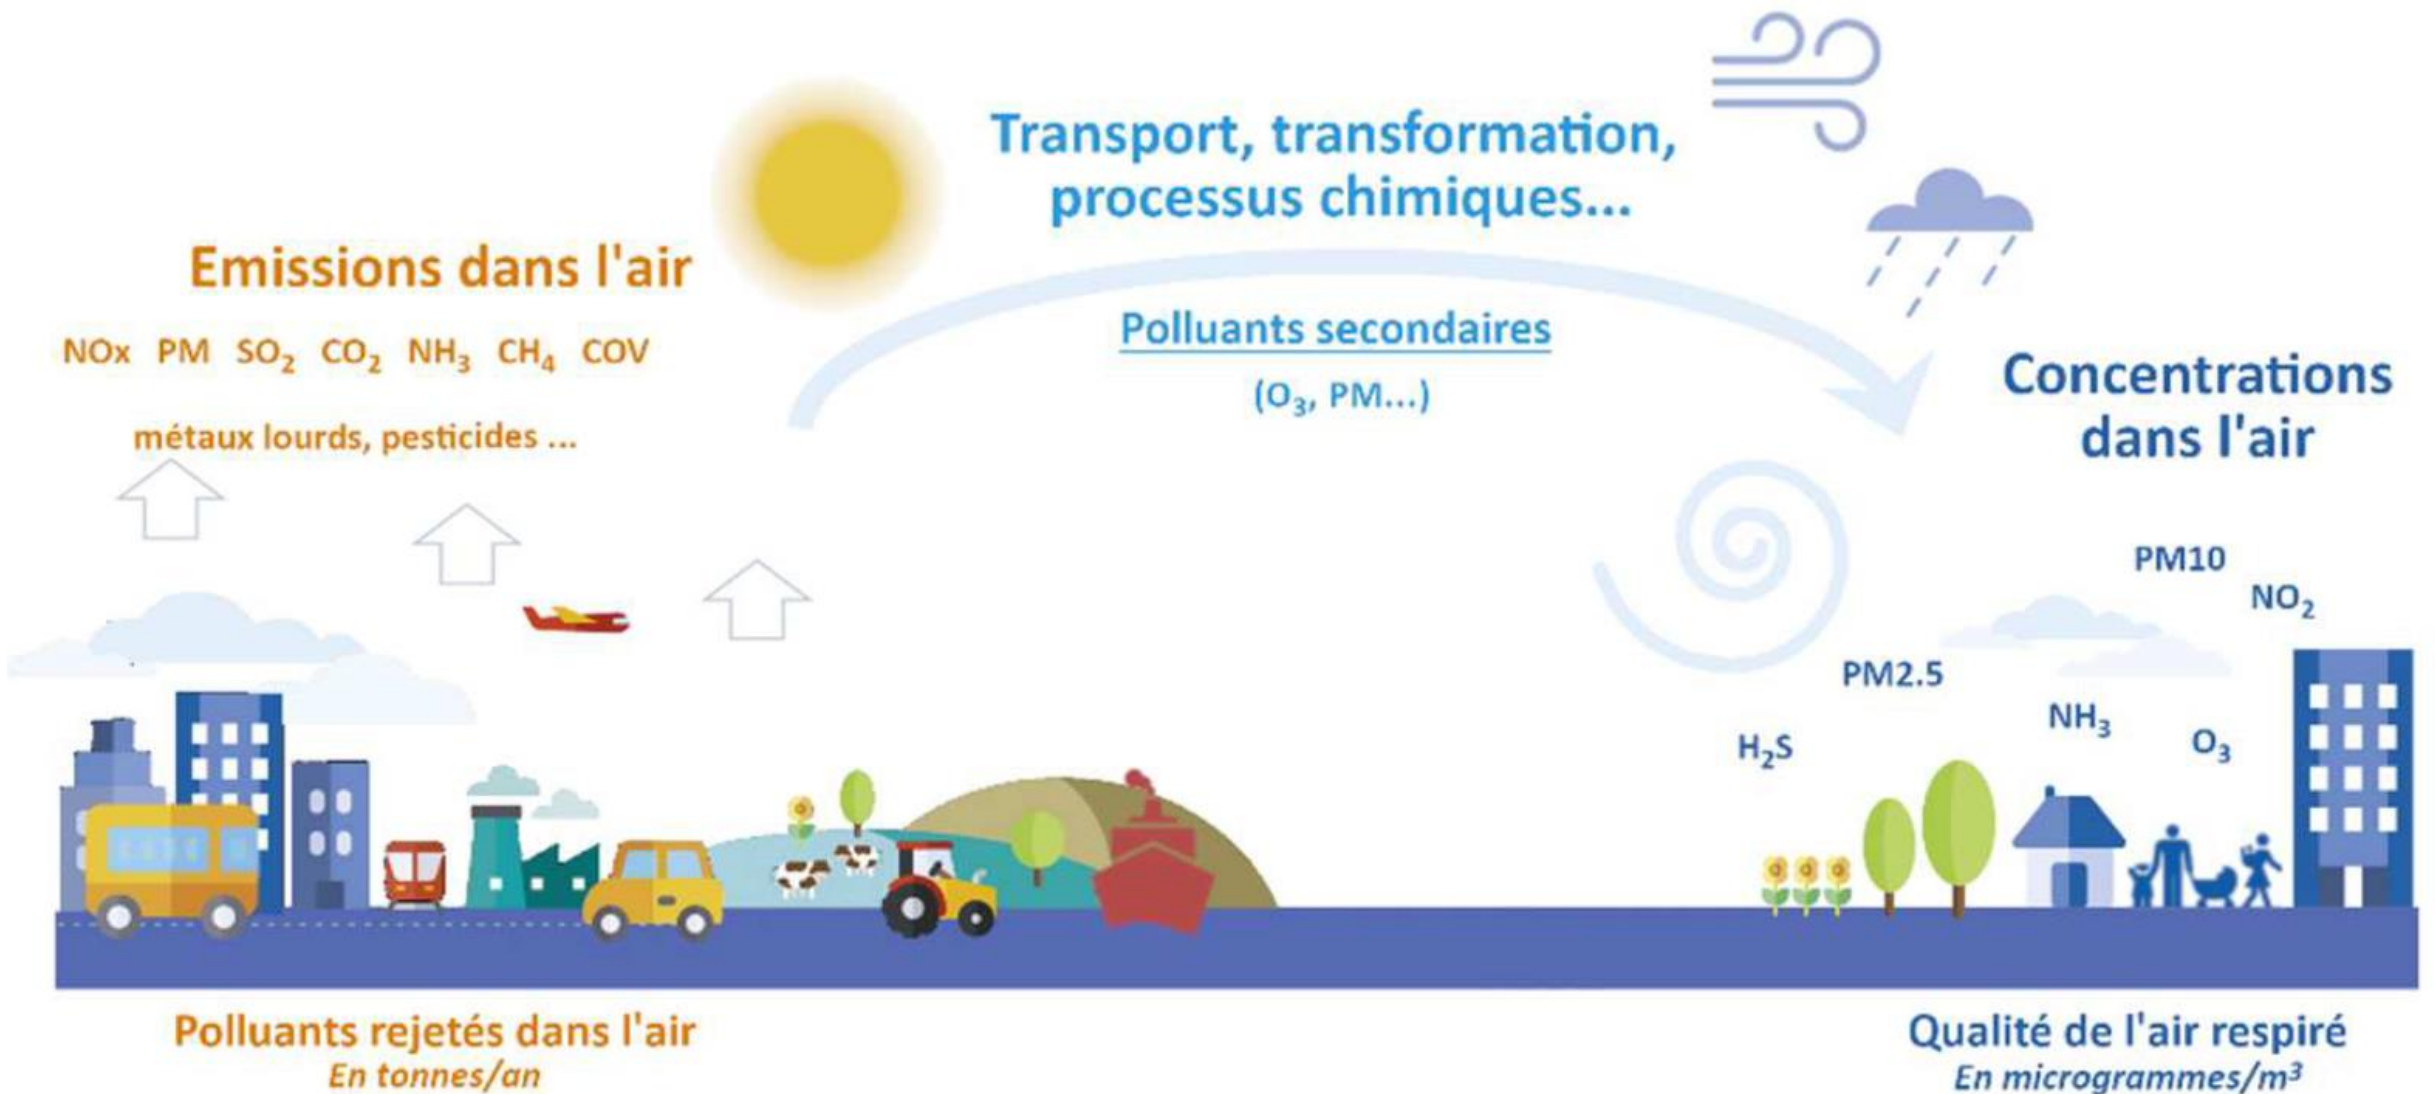 Transport, transformation,
processus chimiques...
Emissions dans l'air
NOx PM SO₂ CO₂ NH₃ CH₄ COV
métaux lourds, pesticides ...
Polluants secondaires
(O₃, PM...)
Concentrations
dans l'air
PM10
NO₂
PM2.5
NH₃
O₃
H₂S
Polluants rejetés dans l'air
En tonnes/an
Qualité de l'air respiré
En microgrammes/m³